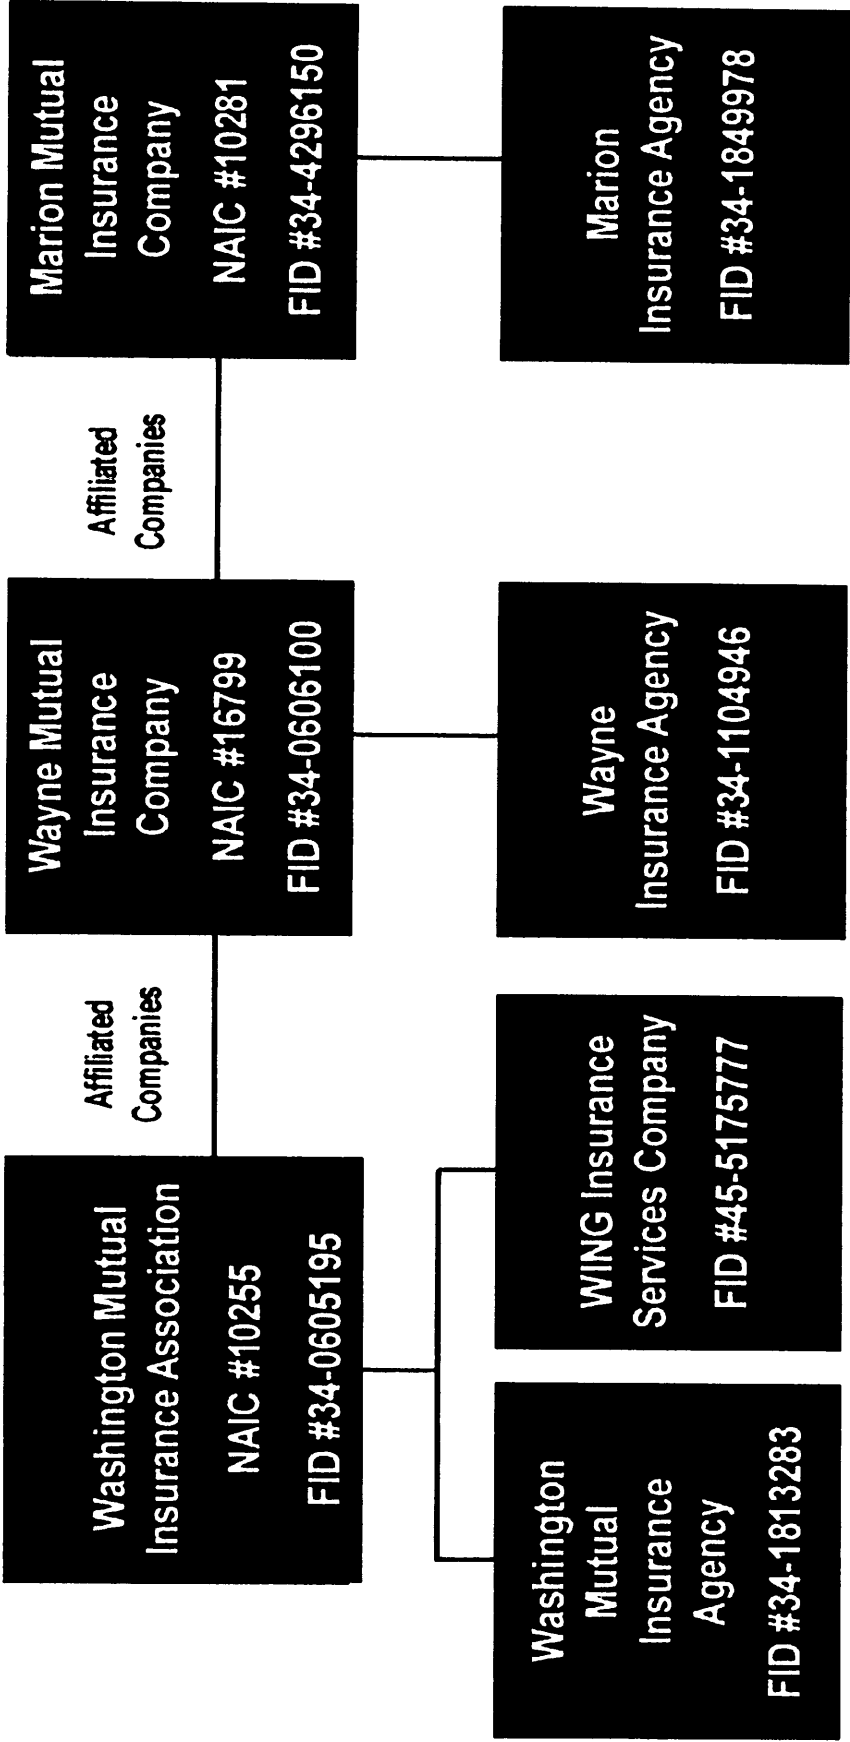 Washington Mutual
Insurance Association
NAIC #10255
FID #34-0605195
Affiliated
Companies
Wayne Mutual
Insurance
Company
NAIC #16799
FID #34-0606100
Affiliated
Companies
Marion Mutual
Insurance
Company
NAIC #10281
FID #34-4296150
Washington
Mutual
Insurance
Agency
FID #34-1813283
WING Insurance
Services Company
FID #45-5175777
Wayne
Insurance Agency
FID #34-1104946
Marion
Insurance Agency
FID #34-1849978